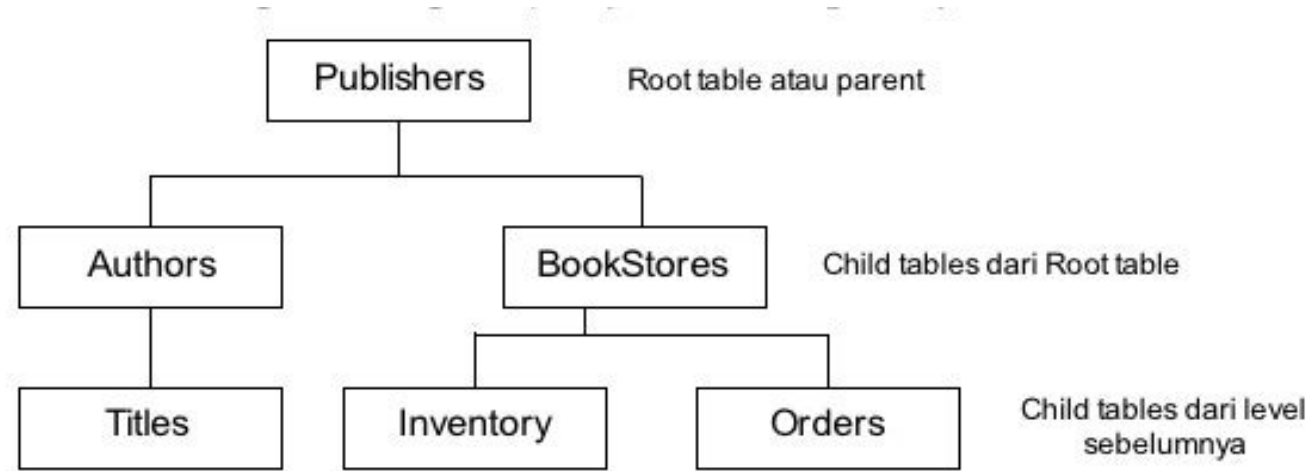 Publishers
Root table atau parent
Authors
BookStores
Child tables dari Root table
Titles
Inventory
Orders
Child tables dari level
sebelumnya